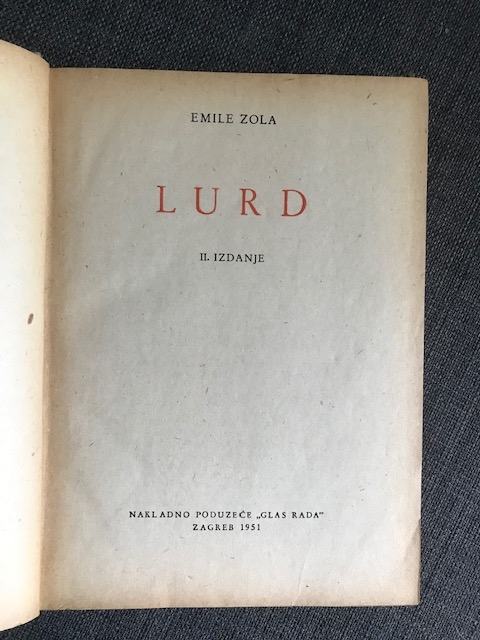 EMILE ZOLA
LURD
II. IZDANJE
NAKLADNO PODUZEĆE „GLAS RADA“
ZAGREB 1951